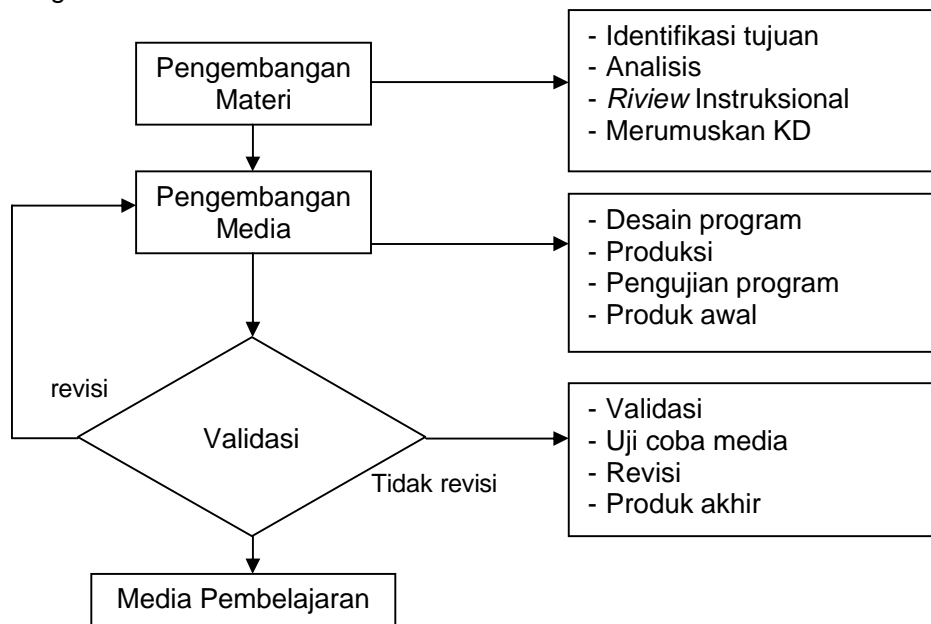 Pengembangan
Materi
- Identifikasi tujuan
- Analisis
- Riview Instruksional
- Merumuskan KD
Pengembangan
Media
- Desain program
- Produksi
- Pengujian program
- Produk awal
revisi
Validasi
Tidak revisi
- Validasi
- Uji coba media
- Revisi
- Produk akhir
Media Pembelajaran